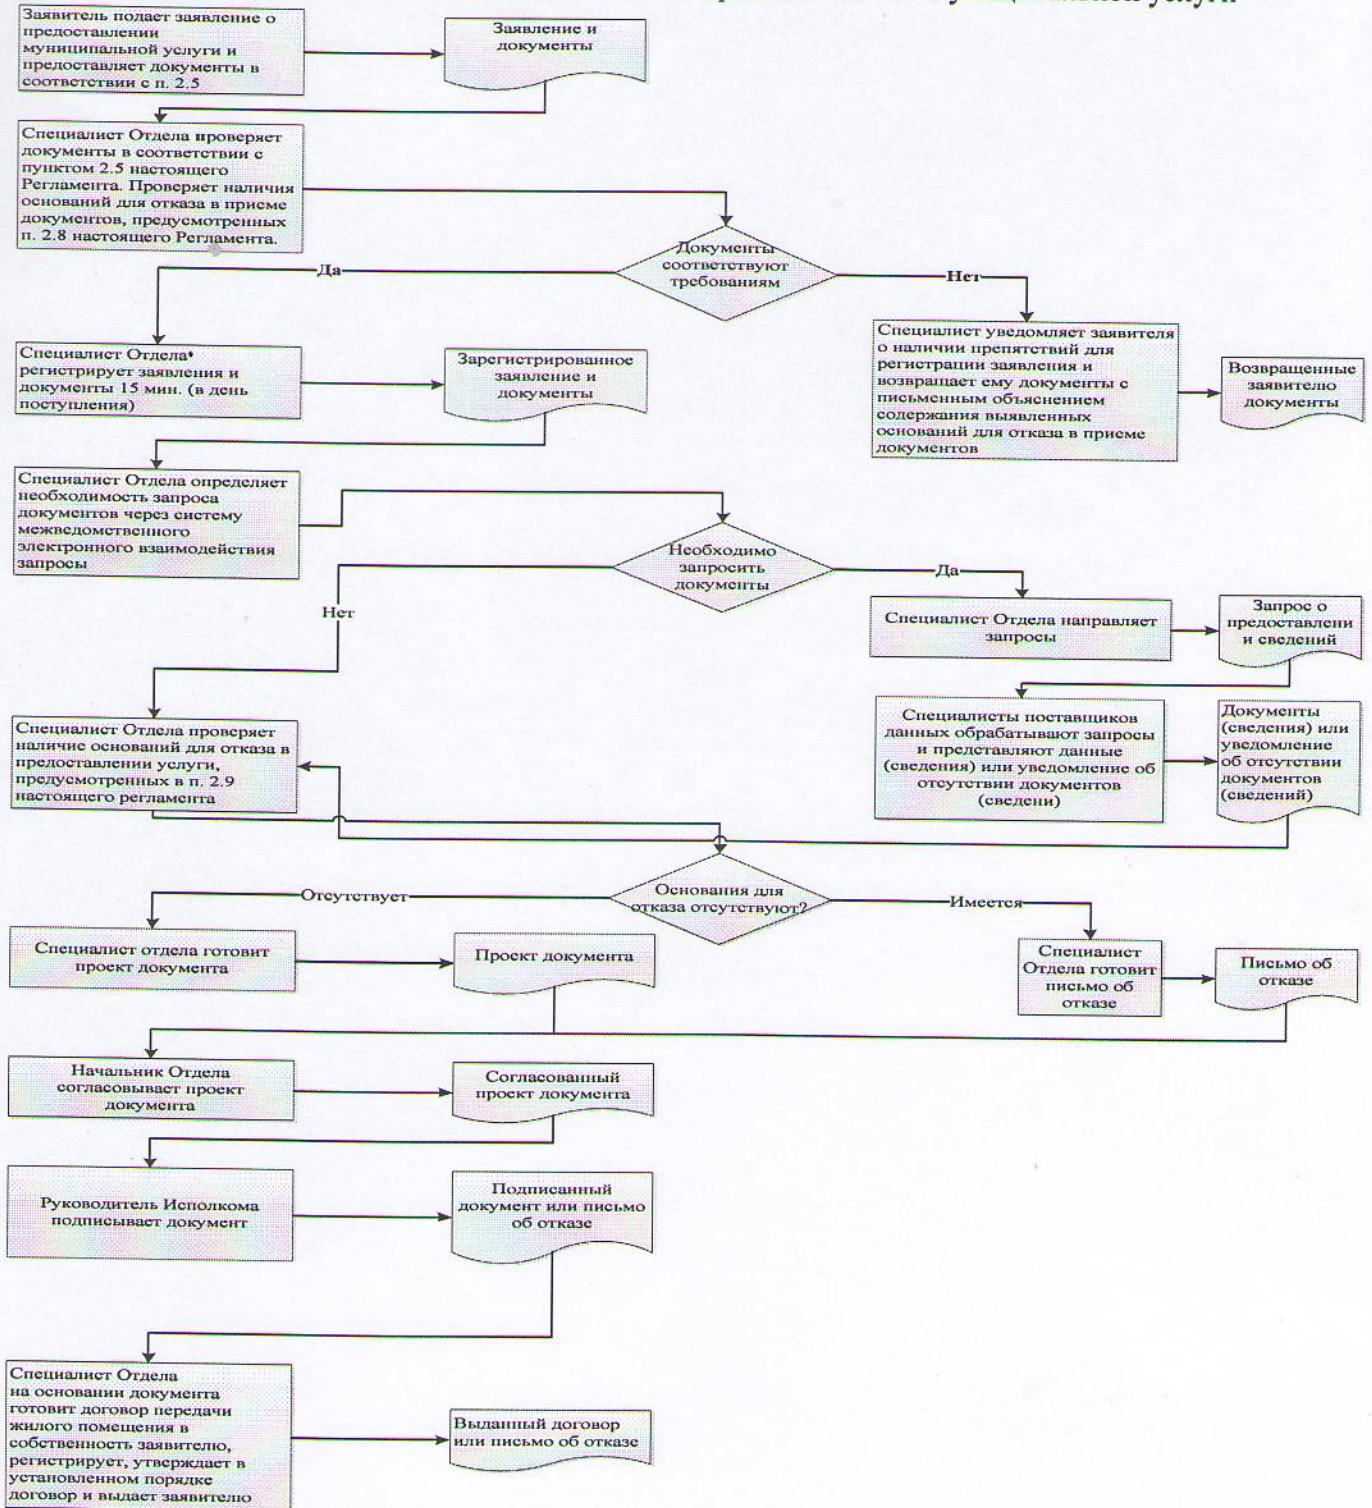 услуги
Заявитель подает заявление о
предоставлении
муниципальной услуги и
предоставляет документы в
соответствии с п. 2.5
Заявление и
документы
Специалист Отдела проверяет
документы в соответствии с
пунктом 2.5 настоящего
Регламента. Проверяет наличия
оснований для отказа в приеме
документов, предусмотренных
п. 2.8 настоящего Регламента.
Документы
соответствуют
требованиям
Да
Нет
Специалист Отдела
регистрирует заявления и
документы 15 мин. (в день
поступления)
Зарегистрированное
заявление и
документы
Специалист уведомляет заявителя
о наличии препятствий для
регистрации заявления и
возвращает ему документы с
письменным объяснением
содержания выявленных
оснований для отказа в приеме
документов
Возвращенные
заявителю
документы
Специалист Отдела определяет
необходимость запроса
документов через систему
межведомственного
электронного взаимодействия
запросы
Необходимо
запросить
документы
Да
Нет
Специалист Отдела направляет
запросы
Запрос о
предоставлени
и сведений
Специалист Отдела проверяет
наличие оснований для отказа в
предоставлении услуги,
предусмотренных в п. 2.9
настоящего регламента
Специалисты поставщиков
данных обрабатывают запросы
и представляют данные
(сведения) или уведомление об
отсутствии документов
(сведени)
Документы
(сведения) или
уведомление
об отсутствии
документов
(сведений)
Основания для
отказа отсутствуют?
Отсутствует
Имеется
Специалист отдела готовит
проект документа
Проект документа
Специалист
Отдела готовит
письмо об
отказе
Письмо об
отказе
Начальник Отдела
согласовывает проект
документа
Согласованный
проект документа
Руководитель Исполкома
подписывает документ
Подписанный
документ или письмо
об отказе
Специалист Отдела
на основании документа
готовит договор передачи
жилого помещения в
собственность заявителю,
регистрирует, утверждает в
установленном порядке
договор и выдает заявителю
Выданный договор
или письмо об отказе